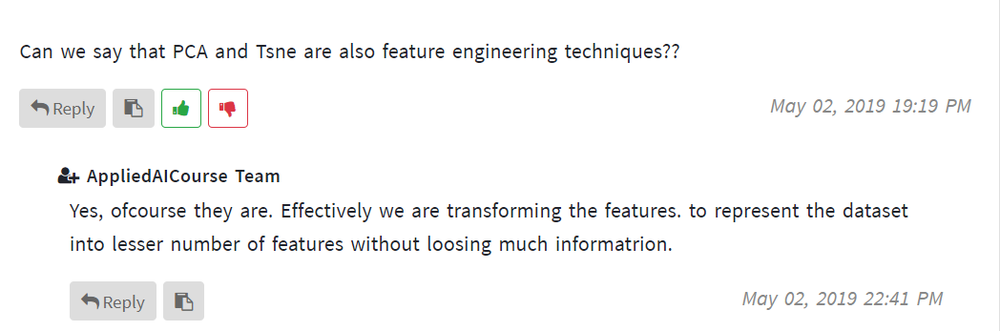 Can we say that PCA and Tsne are also feature engineering techniques??
Reply
May 02, 2019 19:19 PM
AppliedAICourse Team
Yes, ofcourse they are. Effectively we are transforming the features. to represent the dataset
into lesser number of features without loosing much informatrion.
Reply
May 02, 2019 22:41 PM